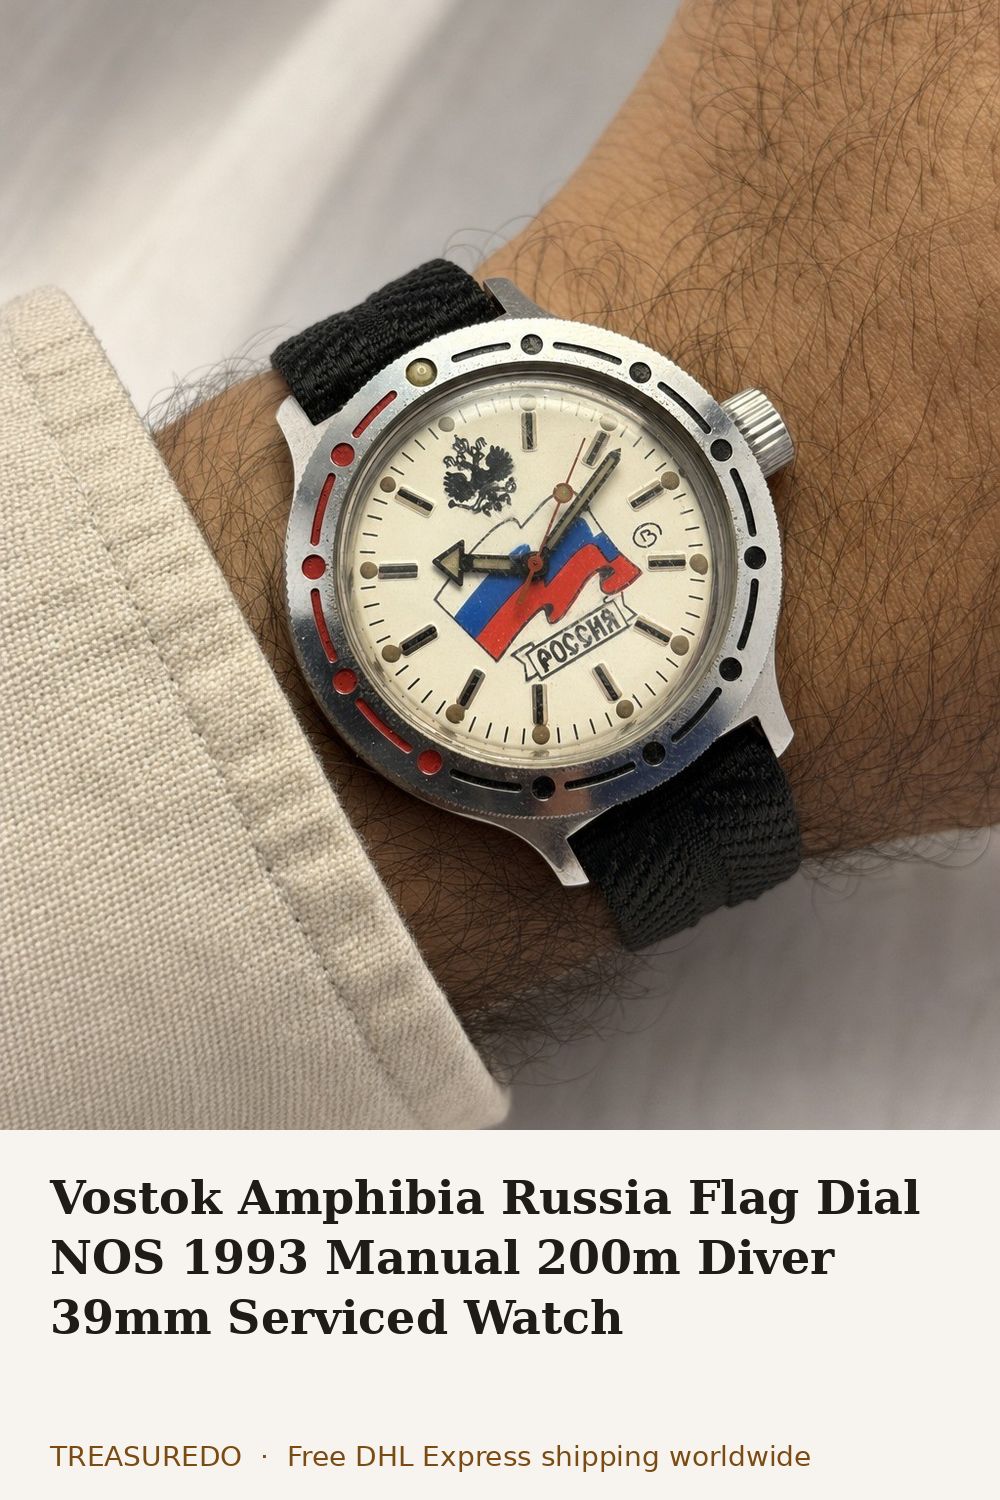 В
РОССИЯ
Vostok Amphibia Russia Flag Dial
NOS 1993 Manual 200m Diver
39mm Serviced Watch
TREASUREDO · Free DHL Express shipping worldwide